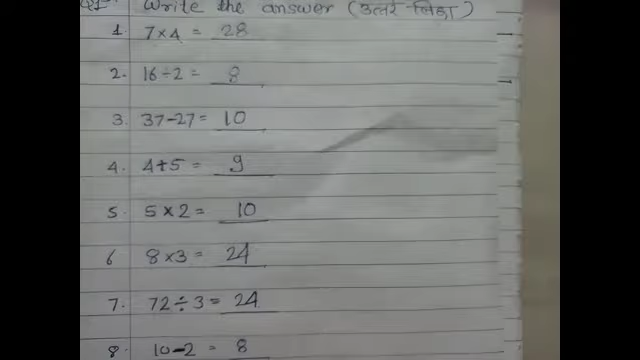 Q1 Write the answer (उत्तरे लिहा)
1. 7×4 = 28
2. 16÷2 = 8
3. 37-27= 10
4. 4+5 = 9
5. 5×2 = 10
6 8×3= 24
7. 72÷3= 24
8. 10-2 = 8